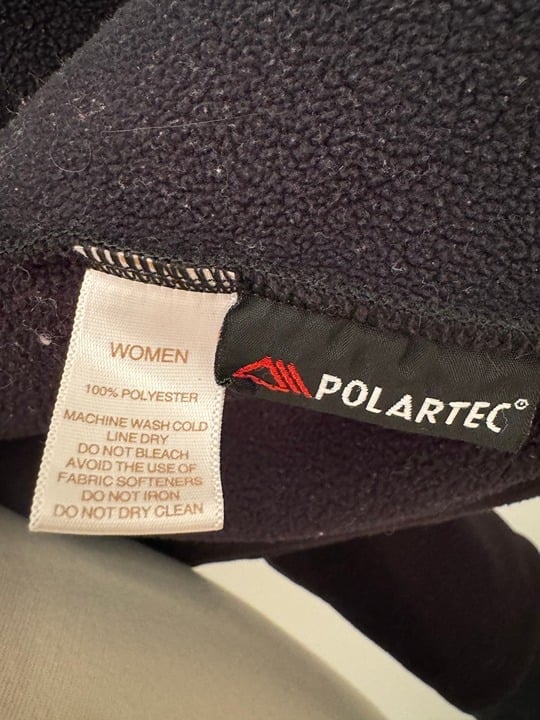 WOMEN
100% POLYESTER
MACHINE WASH COLD
LINE DRY
DO NOT BLEACH
AVOID THE USE OF
FABRIC SOFTENERS
DO NOT IRON
DO NOT DRY CLEAN
POLARTEC®